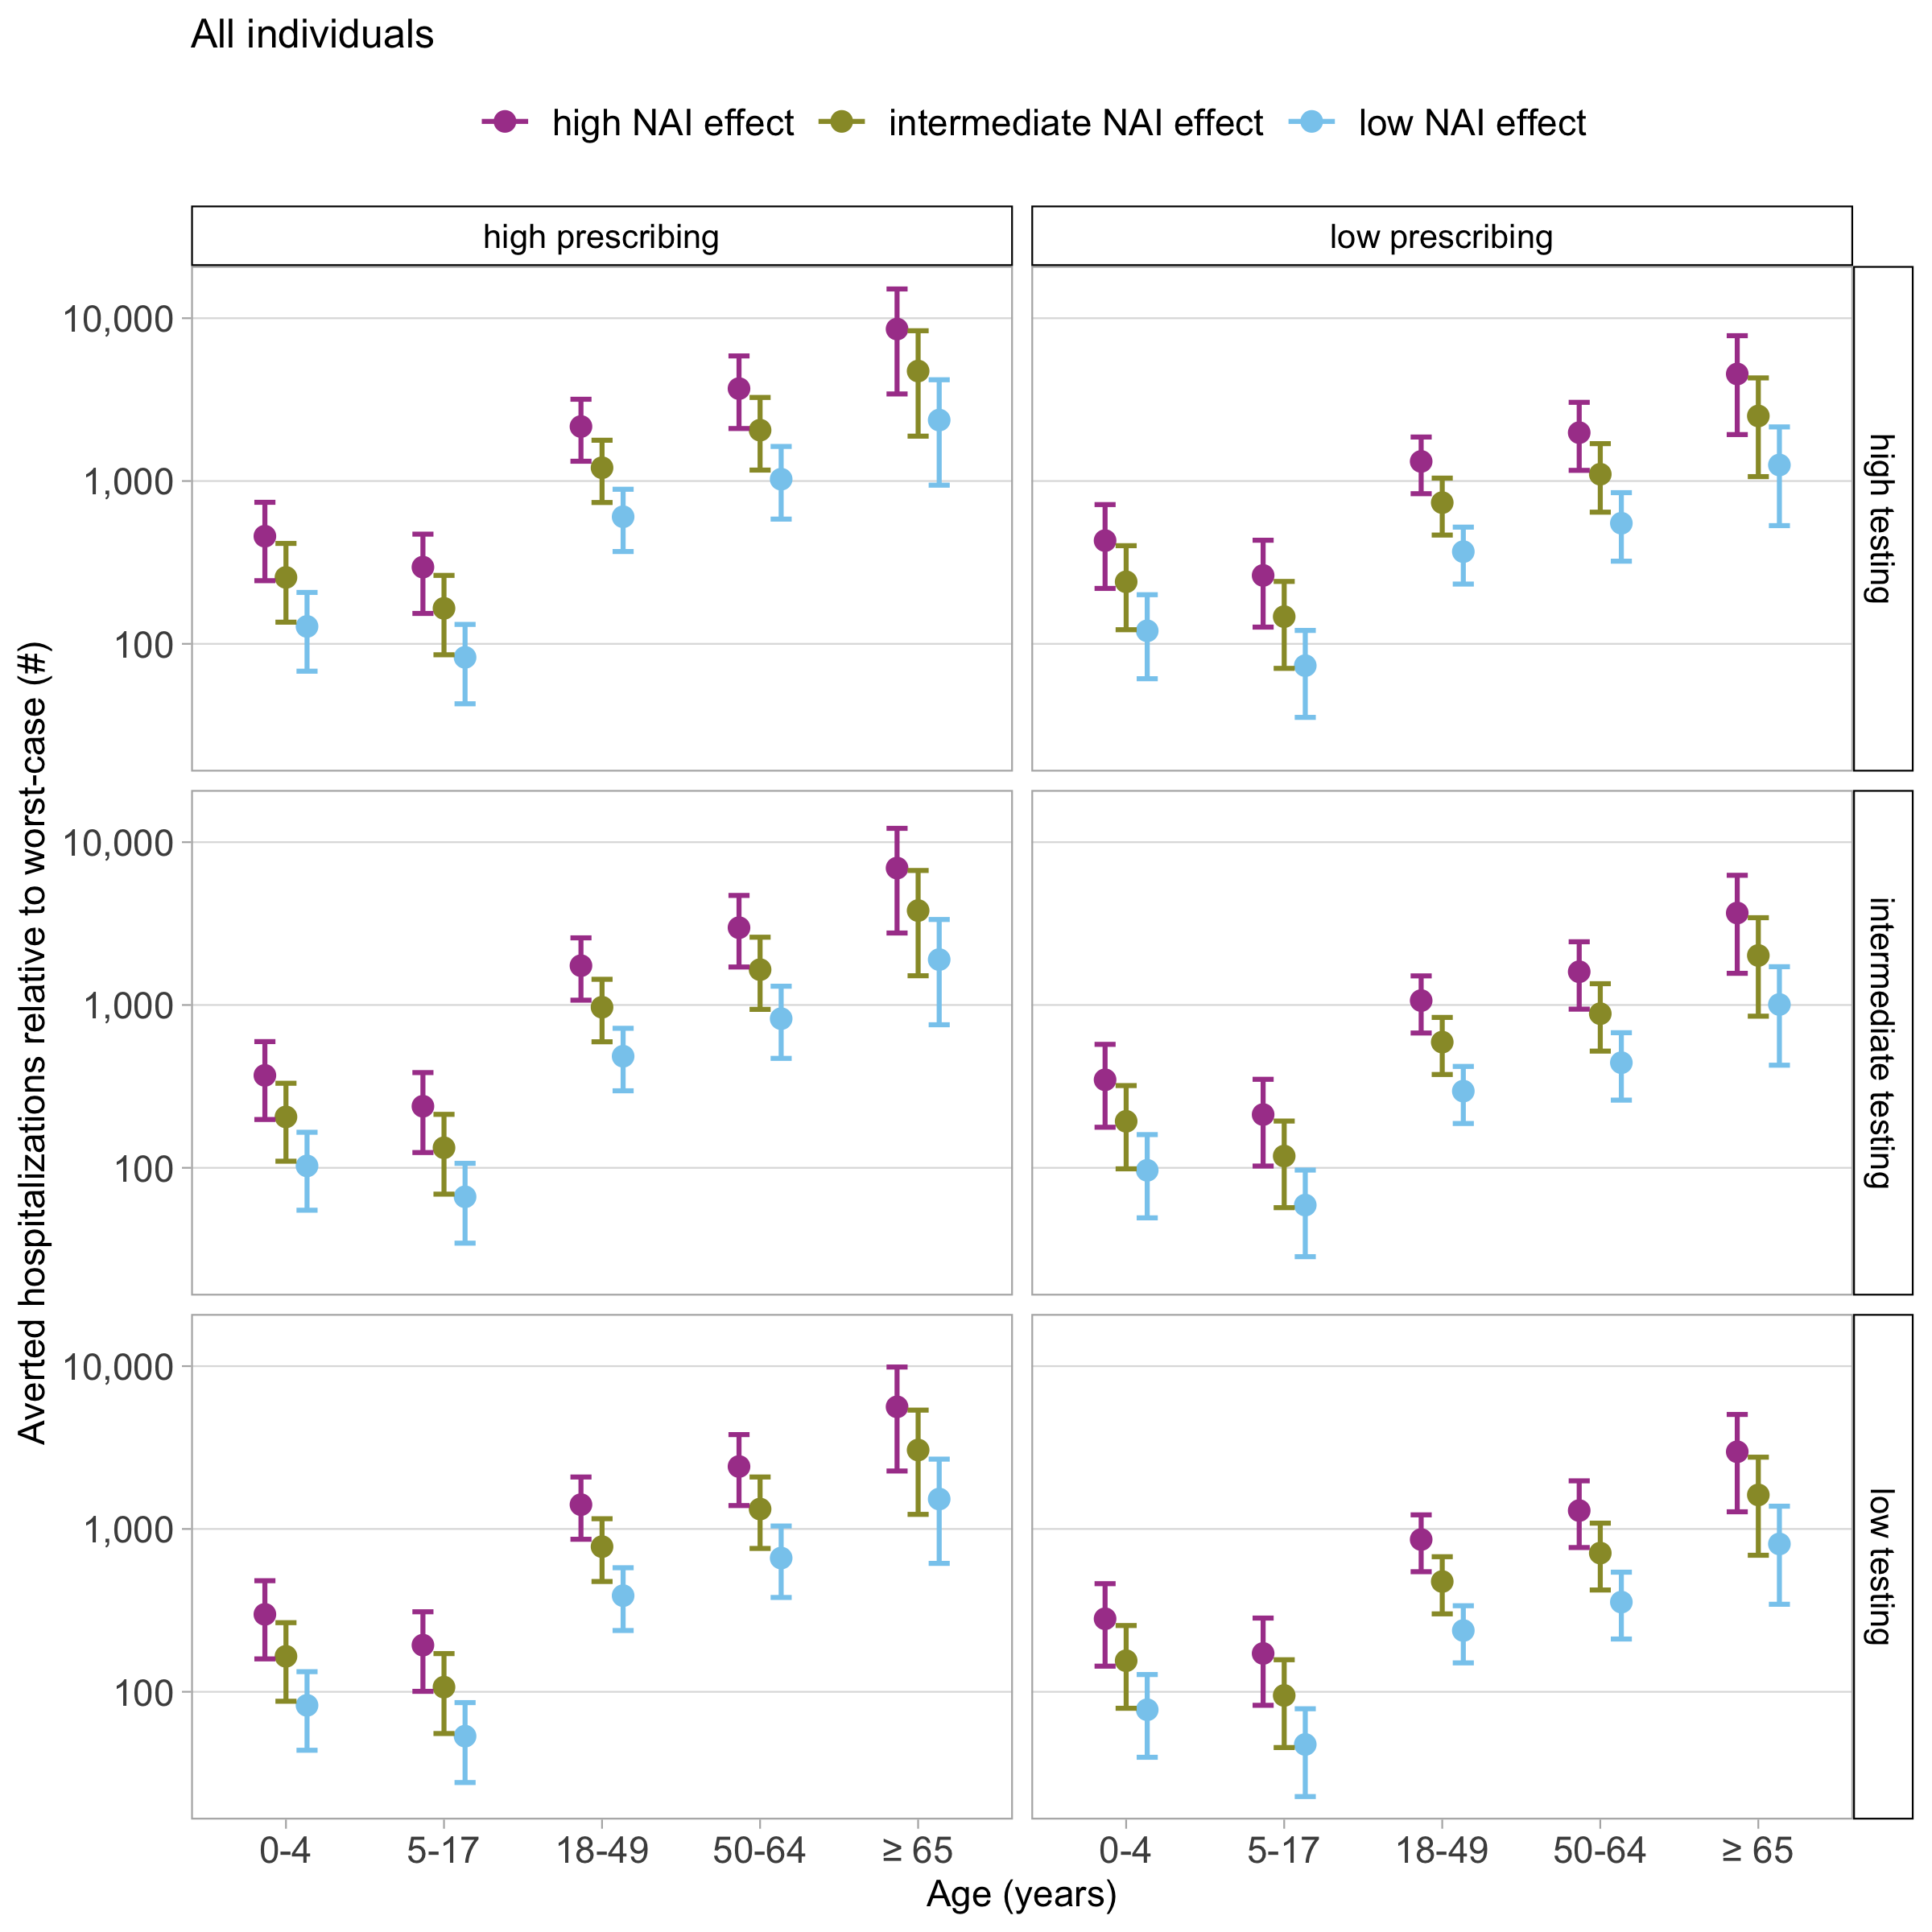 All individuals
high NAI effect intermediate NAI effect low NAI effect
high prescribing low prescribing
Averted hospitalizations relative to worst-case (#)
10,000
1,000
100
high testing
10,000
1,000
100
intermediate testing
10,000
1,000
100
low testing
0-4 5-17 18-49 50-64 ≥ 65 0-4 5-17 18-49 50-64 ≥ 65
Age (years)